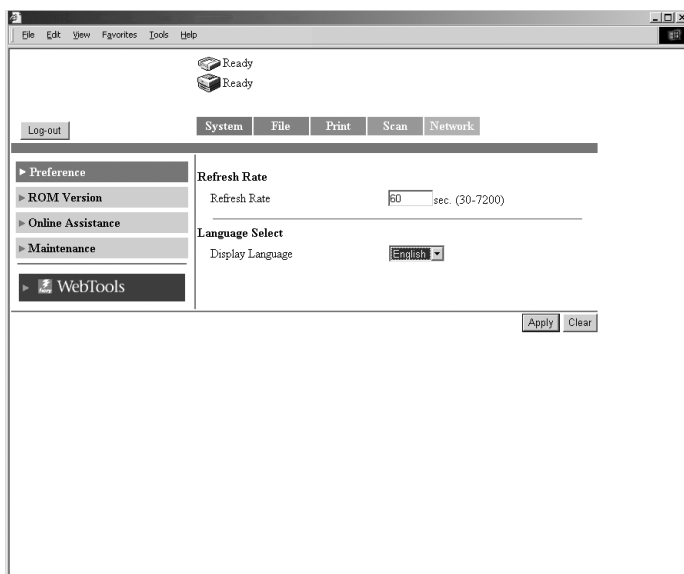 File Edit View Favorites Tools Help
Ready
Ready
Log-out
System File Print Scan Network
Preference
ROM Version
Online Assistance
Maintenance
WebTools
Refresh Rate
Refresh Rate 60 sec. (30-7200)
Language Select
Display Language English
Apply Clear